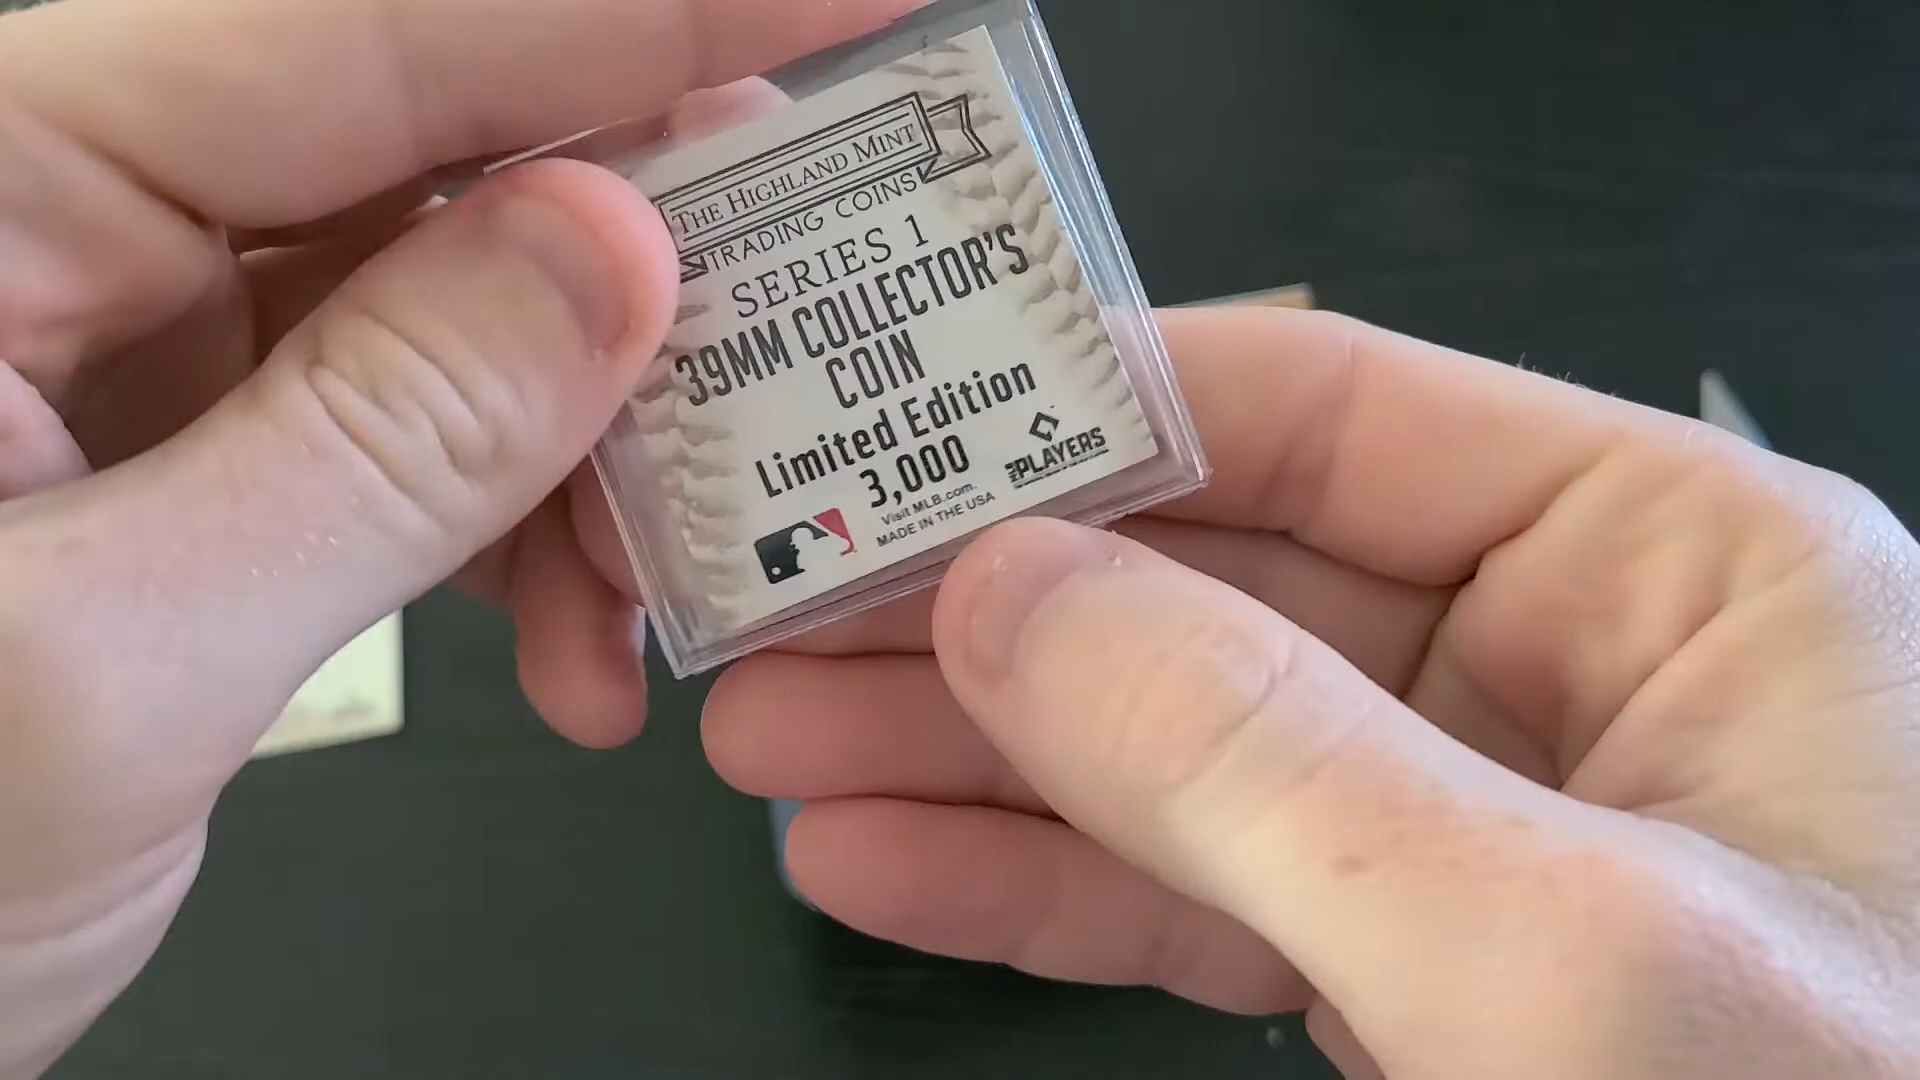 THE HIGHLAND MINT
TRADING COINS
SERIES 1
39MM COLLECTOR'S
COIN
Limited Edition
3,000
Visit MLB.com.
MADE IN THE USA
PLAYERS